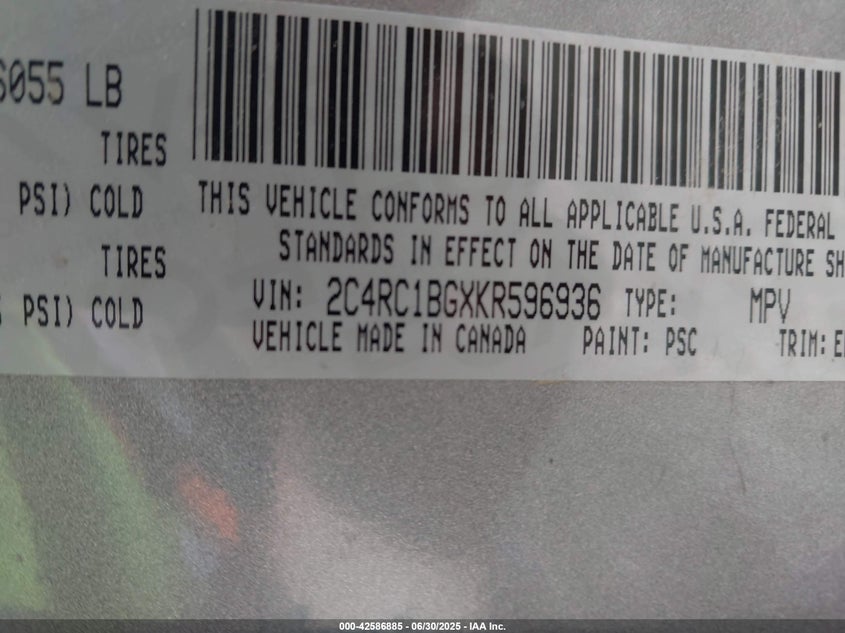 6055 LB
TIRES
PSI) COLD
TIRES
PSI) COLD
THIS VEHICLE CONFORMS TO ALL APPLICABLE U.S.A. FEDERAL
STANDARDS IN EFFECT ON THE DATE OF MANUFACTURE SH
VIN: 2C4RC1BGXKR596936 TYPE: MPV
VEHICLE MADE IN CANADA PAINT: PSC TRIM:
000-42586885 - 06/30/2025 - IAA Inc.